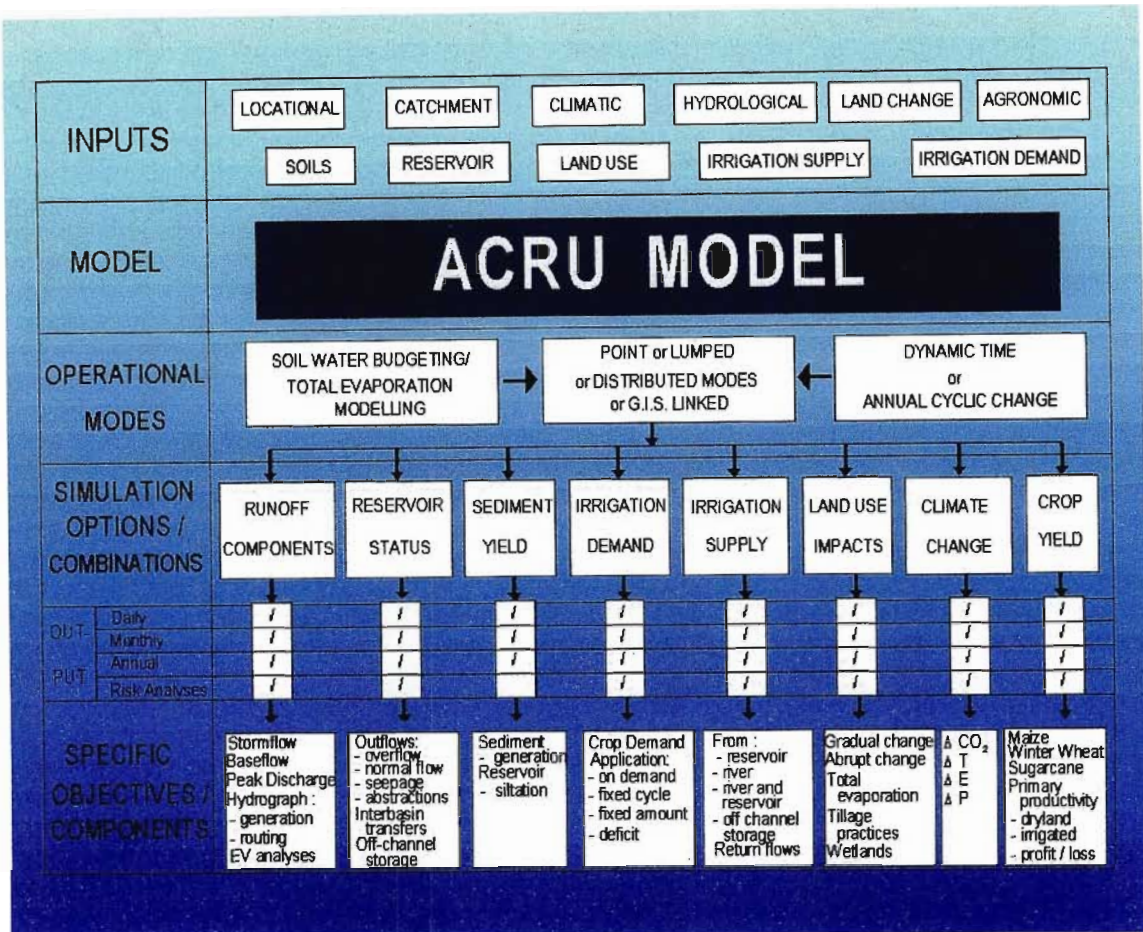 INPUTS
LOCATIONAL
CATCHMENT
CLIMATIC
HYDROLOGICAL
LAND CHANGE
AGRONOMIC
SOILS
RESERVOIR
LAND USE
IRRIGATION SUPPLY
IRRIGATION DEMAND
MODEL
ACRU MODEL
OPERATIONAL
MODES
SOIL WATER BUDGETING/
TOTAL EVAPORATION
MODELLING
POINT or LUMPED
or DISTRIBUTED MODES
or G.I.S. LINKED
DYNAMIC TIME
or
ANNUAL CYCLIC CHANGE
SIMULATION
OPTIONS /
COMBINATIONS
RUNOFF
COMPONENTS
RESERVOIR
STATUS
SEDIMENT
YIELD
IRRIGATION
DEMAND
IRRIGATION
SUPPLY
LAND USE
IMPACTS
CLIMATE
CHANGE
CROP
YIELD
OUT-
PUT
Daily
Monthly
Annual
Risk Analyses
SPECIFIC
OBJECTIVES /
COMPONENTS
Stormflow
Baseflow
Peak Discharge
Hydrograph :
- generation
- routing
EV analyses
Outflows:
- overflow
- normal flow
- seepage
- abstractions
Interbasin
transfers
Off-channel
storage
Sediment
- generation
Reservoir
- siltation
Crop Demand
Application:
- on demand
- fixed cycle
- fixed amount
- deficit
From :
- reservoir
- river
- river and
reservoir
- off channel
storage
Return flows
Gradual change
Abrupt change
Total
evaporation
Tillage
practices
Wetlands
Δ CO₂
Δ T
Δ E
Δ P
Maize
Winter Wheat
Sugarcane
Primary
productivity
- dryland
- irrigated
- profit / loss